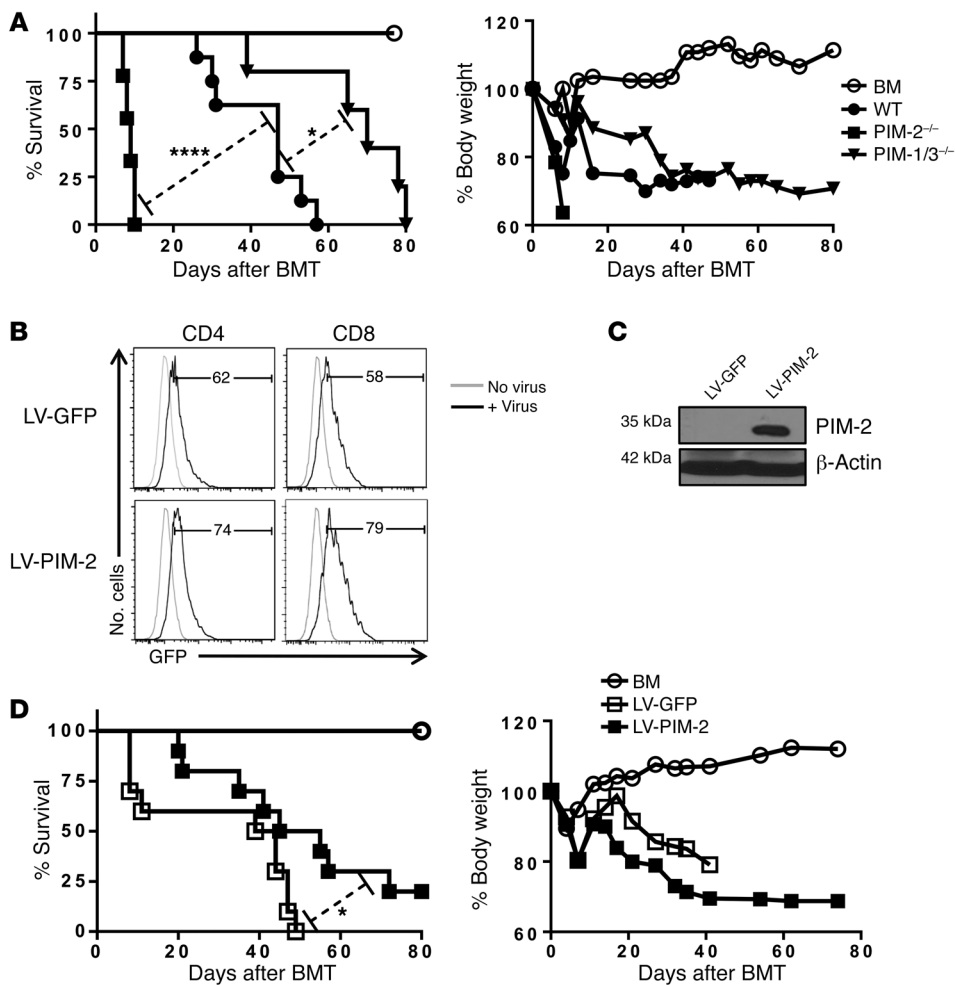 A
% Survival
100
75
50
25
0
****
*
0 20 40 60 80
Days after BMT
% Body weight
120
100
80
60
0 20 40 60 80
Days after BMT
BM
WT
PIM-2−/−
PIM-1/3−/−
B
CD4 CD8
LV-GFP
62
58
No virus
+ Virus
LV-PIM-2
74
79
No. cells
GFP
C
LV-GFP
LV-PIM-2
35 kDa
PIM-2
42 kDa
β-Actin
D
% Survival
100
75
50
25
0
*
0 20 40 60 80
Days after BMT
BM
LV-GFP
LV-PIM-2
% Body weight
120
100
80
60
0 20 40 60 80
Days after BMT